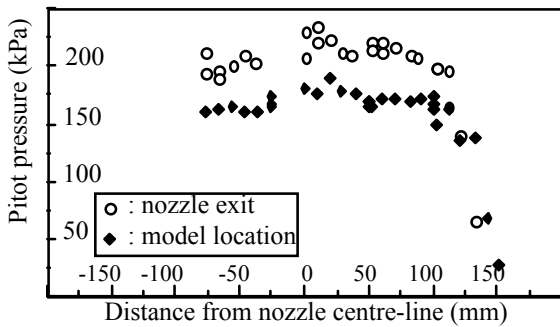 Pitot pressure (kPa)
200
150
100
50
○ : nozzle exit
◆ : model location
-150 -100 -50 0 50 100 150
Distance from nozzle centre-line (mm)